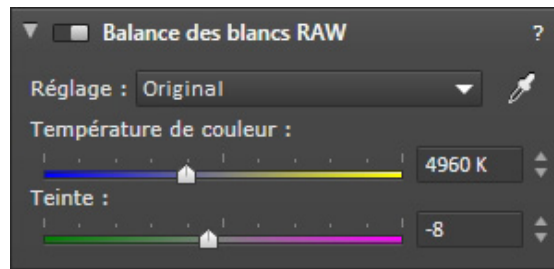 Balance des blancs RAW ?
Réglage : Original
Température de couleur :
4960 K
Teinte :
-8